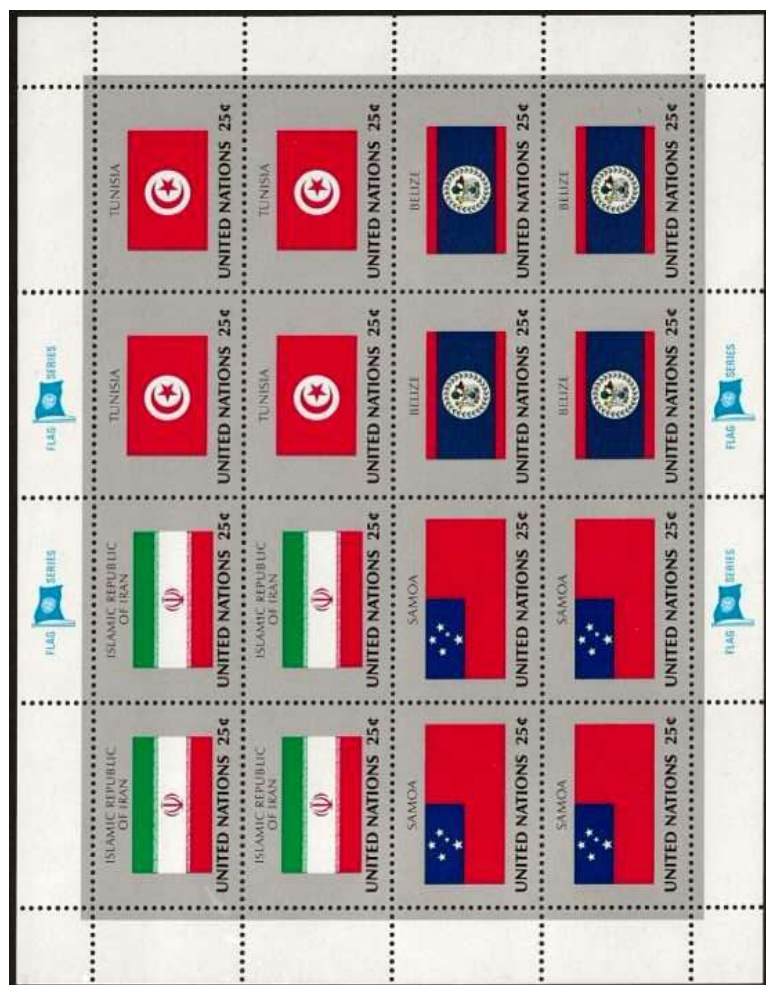 FLAG SERIES
FLAG SERIES
ISLAMIC REPUBLIC
OF IRAN
UNITED NATIONS 25¢
ISLAMIC REPUBLIC
OF IRAN
UNITED NATIONS 25¢
TUNISIA
UNITED NATIONS 25¢
TUNISIA
UNITED NATIONS 25¢
ISLAMIC REPUBLIC
OF IRAN
UNITED NATIONS 25¢
ISLAMIC REPUBLIC
OF IRAN
UNITED NATIONS 25¢
TUNISIA
UNITED NATIONS 25¢
TUNISIA
UNITED NATIONS 25¢
SAMOA
UNITED NATIONS 25¢
SAMOA
UNITED NATIONS 25¢
BELIZE
UNITED NATIONS 25¢
BELIZE
UNITED NATIONS 25¢
SAMOA
UNITED NATIONS 25¢
SAMOA
UNITED NATIONS 25¢
BELIZE
UNITED NATIONS 25¢
BELIZE
UNITED NATIONS 25¢
FLAG SERIES
FLAG SERIES